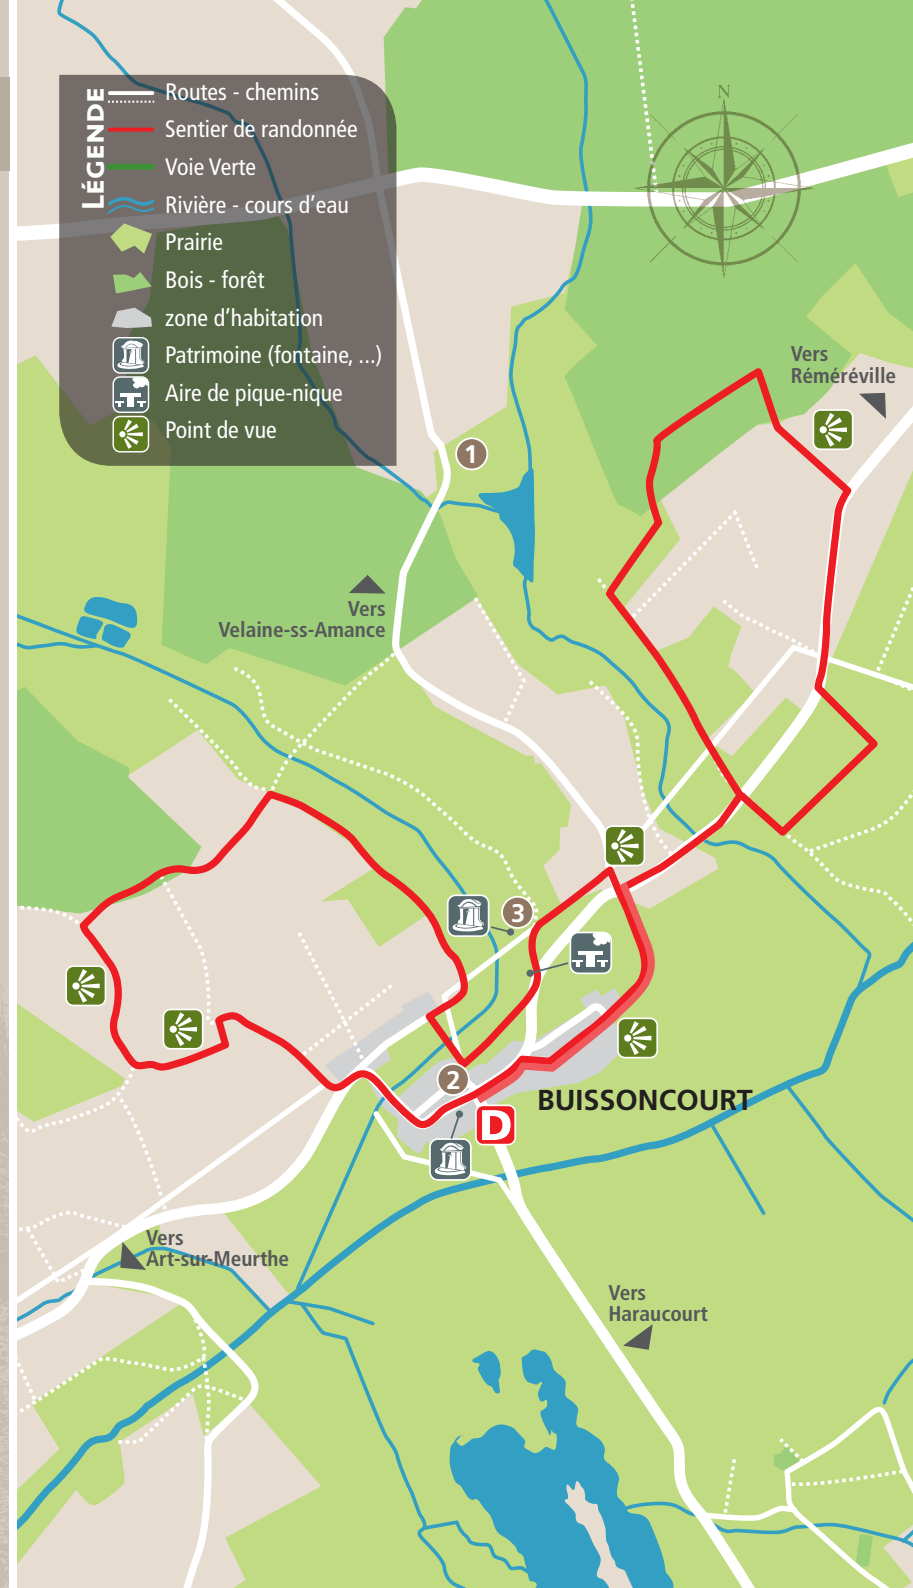 LÉGENDE
Routes - chemins
Sentier de randonnée
Voie Verte
Rivière - cours d'eau
Prairie
Bois - forêt
zone d'habitation
Patrimoine (fontaine, ...)
Aire de pique-nique
Point de vue
N
Vers
Réméréville
1
Vers
Velaine-ss-Amance
3
2
BUISSONCOURT
D
Vers
Art-sur-Meurthe
Vers
Haraucourt